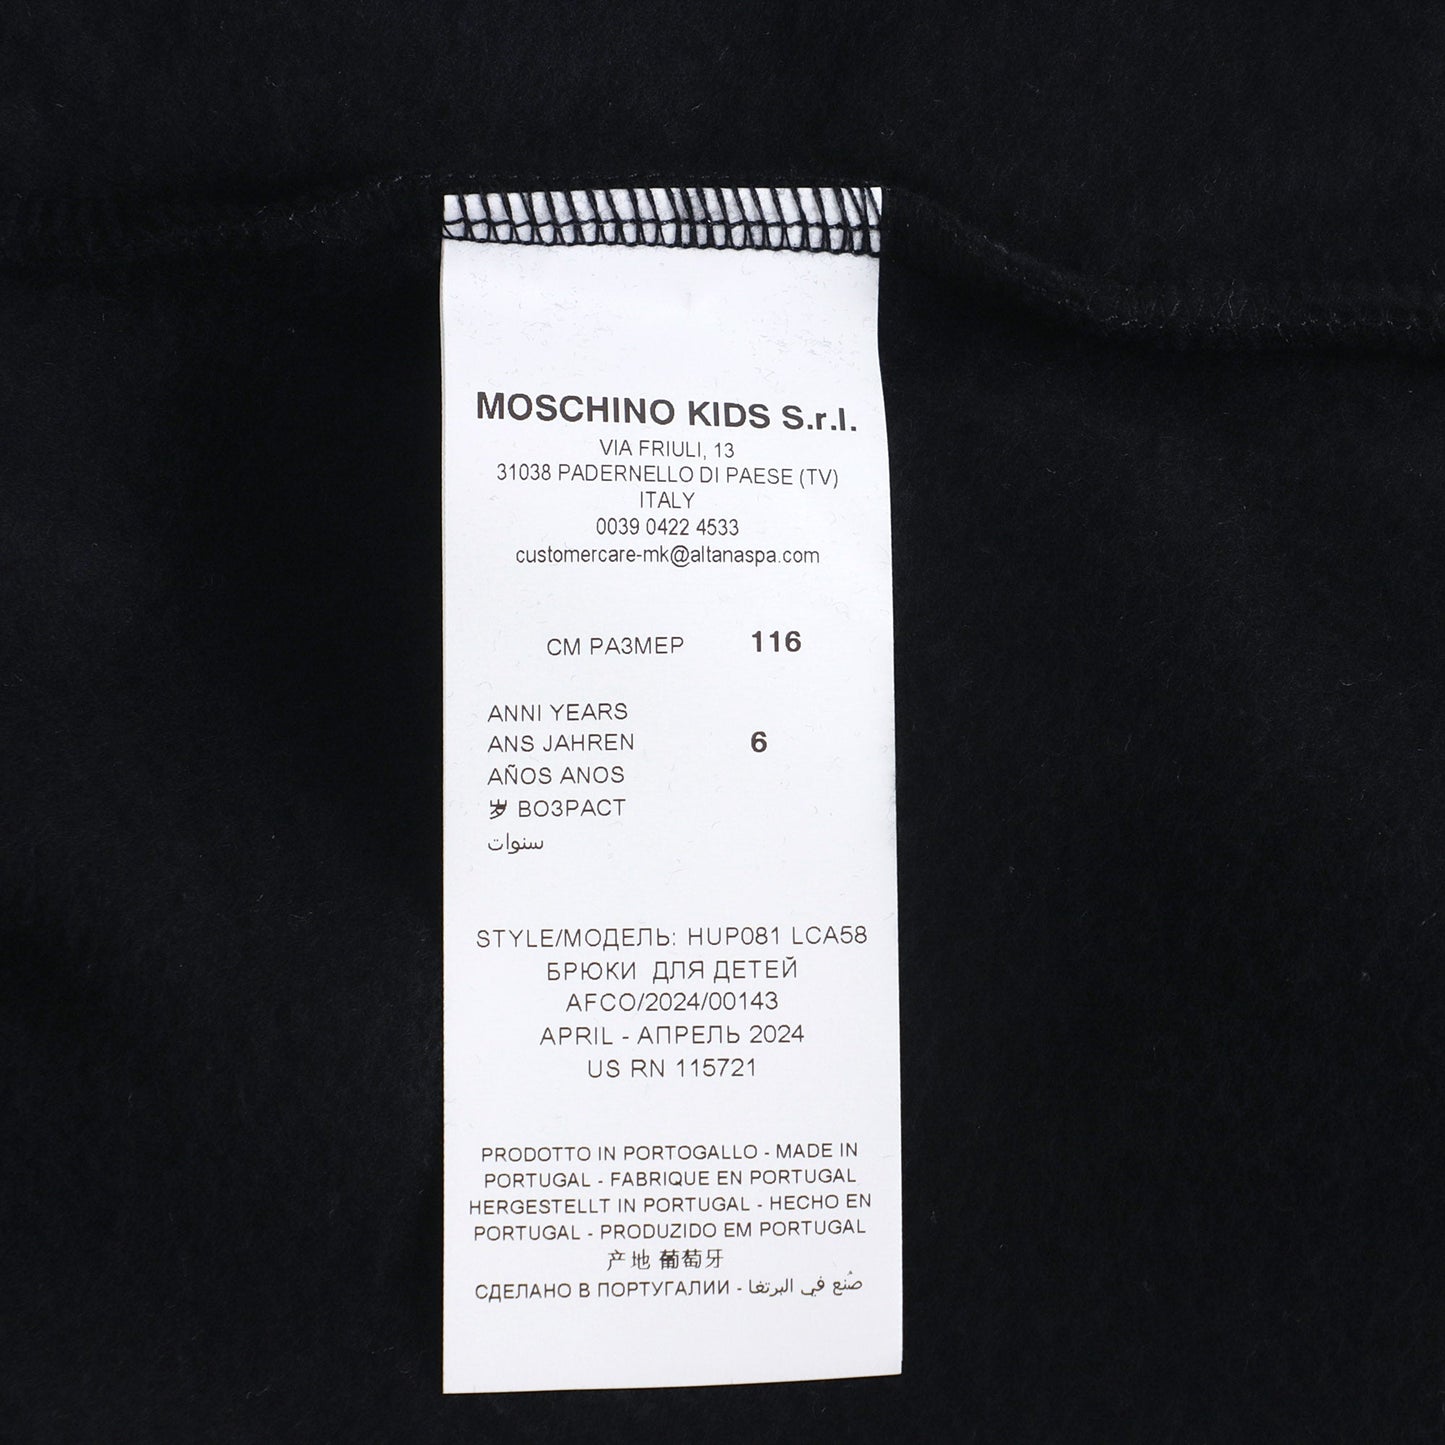 MOSCHINO KIDS S.r.l.
VIA FRIULI, 13
31038 PADERNELLO DI PAESE (TV)
ITALY
0039 0422 4533
customercare-mk@altanaspa.com
СМ РАЗМЕР 116
ANNI YEARS
ANS JAHREN 6
AÑOS ANOS
岁 ВОЗРАСТ
سنوات
STYLE/МОДЕЛЬ: HUP081 LCA58
БРЮКИ ДЛЯ ДЕТЕЙ
AFCO/2024/00143
APRIL - АПРЕЛЬ 2024
US RN 115721
PRODOTTO IN PORTOGALLO - MADE IN
PORTUGAL - FABRIQUE EN PORTUGAL
HERGESTELLT IN PORTUGAL - HECHO EN
PORTUGAL - PRODUZIDO EM PORTUGAL
产地 葡萄牙
СДЕЛАНО В ПОРТУГАЛИИ - صُنع في البرتغا